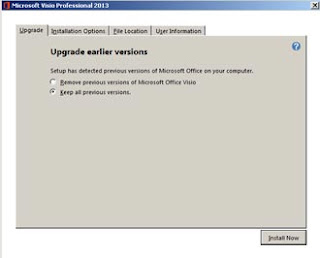 Microsoft Visio Professional 2013
Upgrade Installation Options File Location User Information
Upgrade earlier versions
Setup has detected previous versions of Microsoft Office on your computer.
Remove previous versions of Microsoft Office Visio
Keep all previous versions.
Install Now